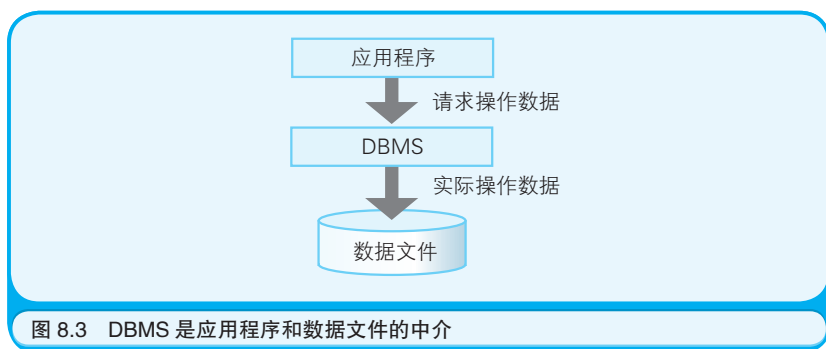 应用程序
请求操作数据
DBMS
实际操作数据
数据文件
图 8.3 DBMS 是应用程序和数据文件的中介